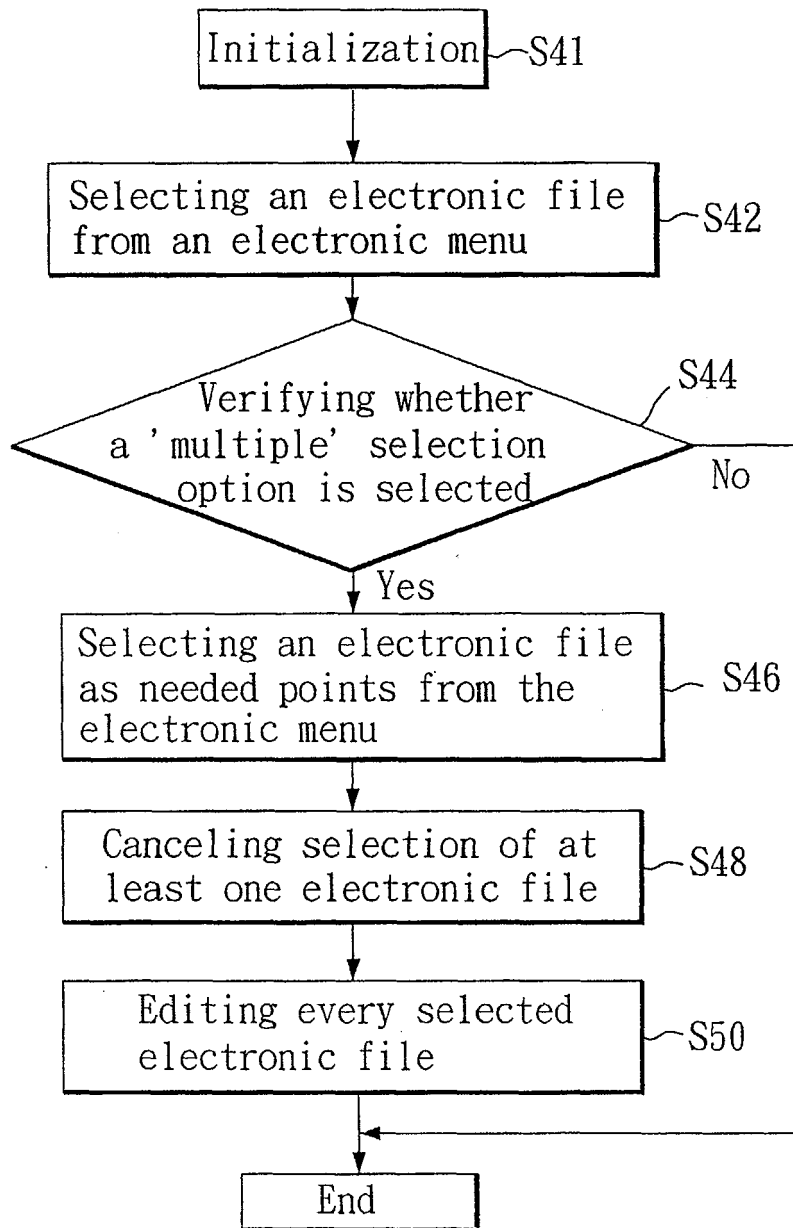 Initialization
S41
Selecting an electronic file
from an electronic menu
S42
Verifying whether
a 'multiple' selection
option is selected
S44
No
Yes
Selecting an electronic file
as needed points from the
electronic menu
S46
Canceling selection of at
least one electronic file
S48
Editing every selected
electronic file
S50
End